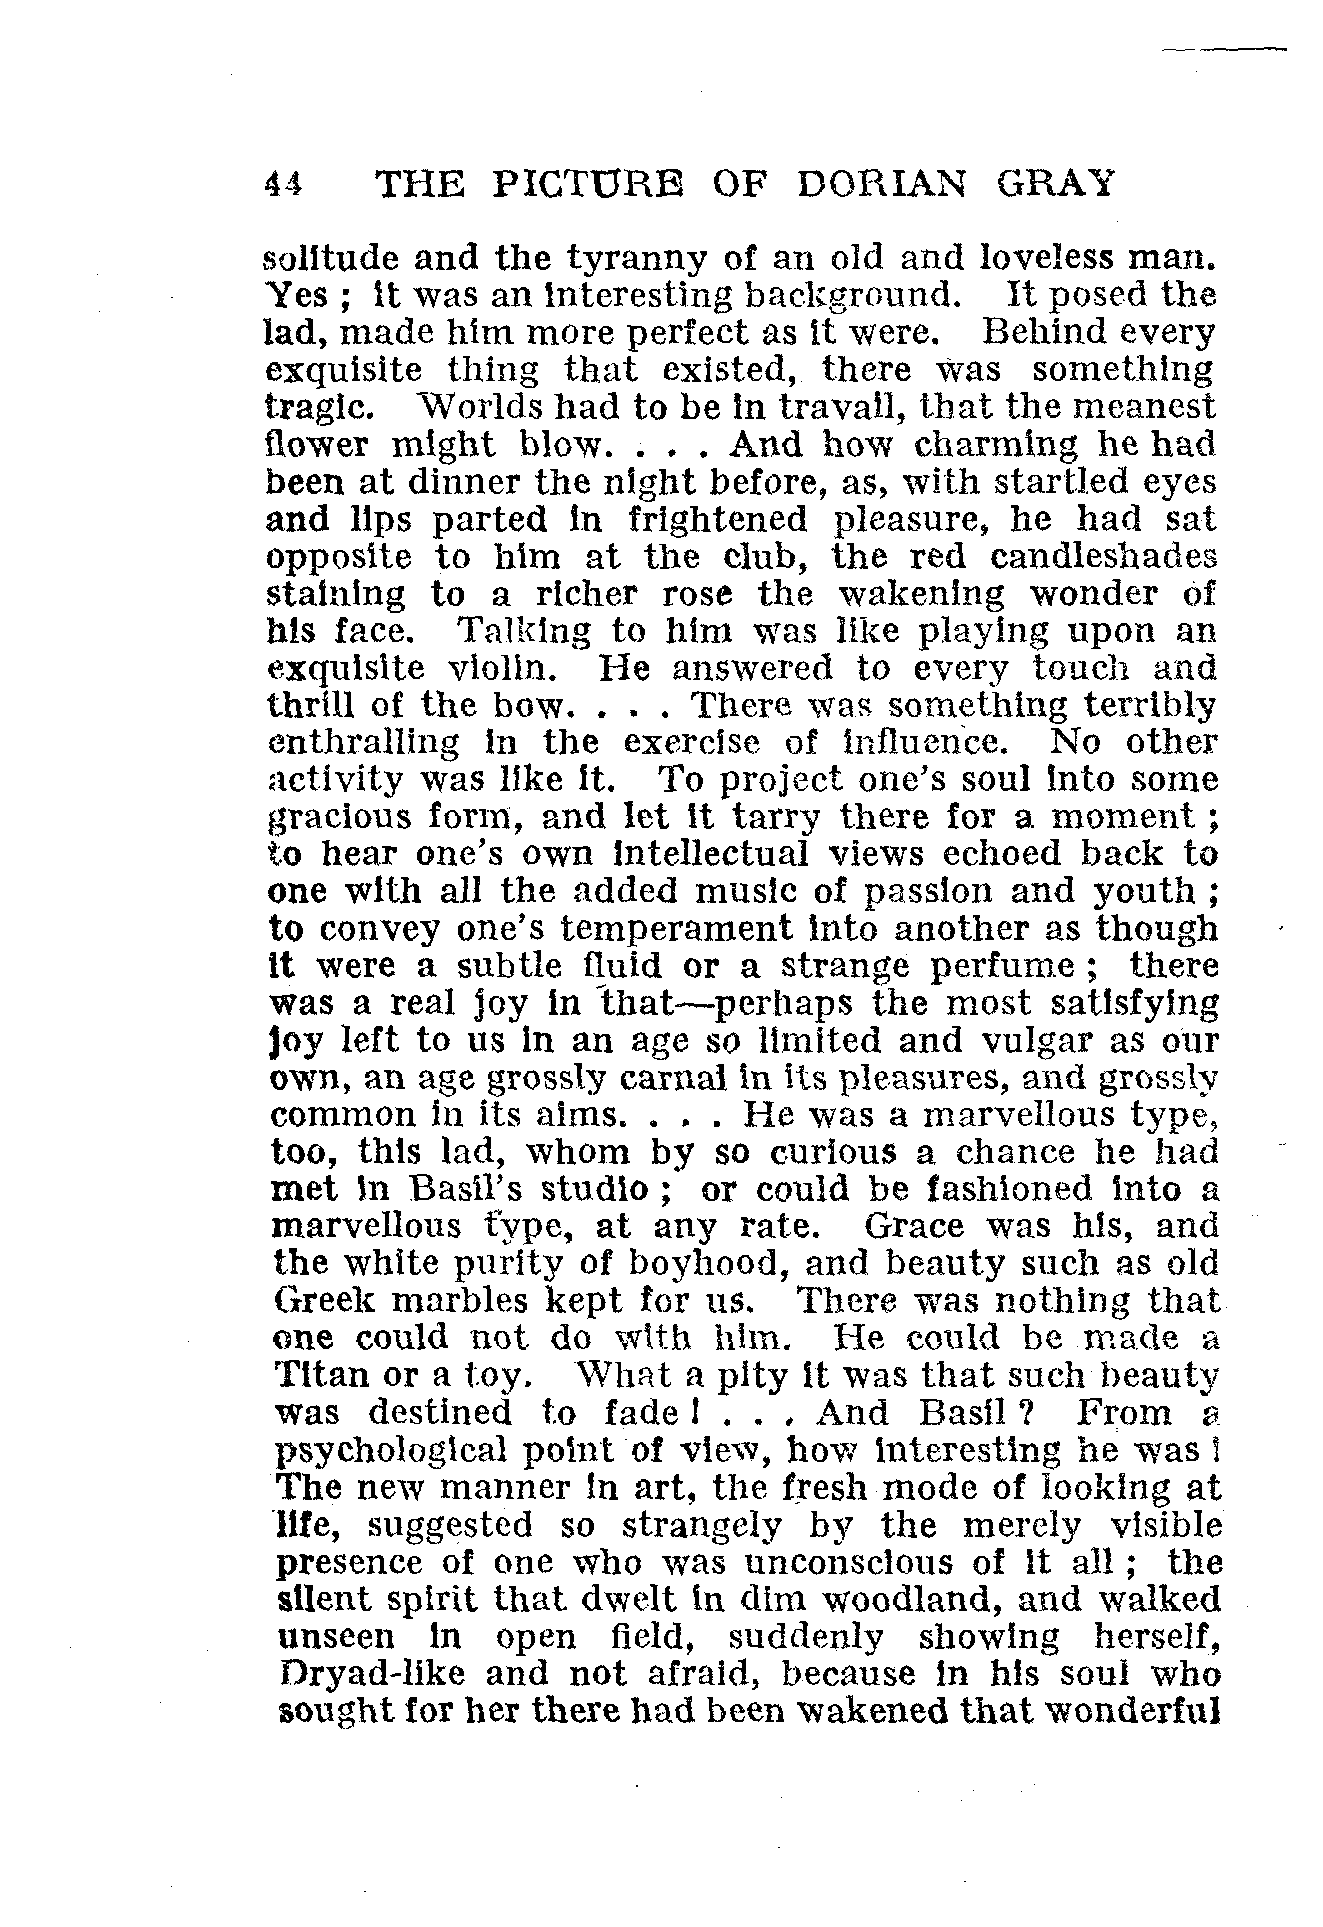 44 THE PICTURE OF DORIAN GRAY
solitude and the tyranny of an old and loveless man.
Yes ; it was an interesting background. It posed the
lad, made him more perfect as it were. Behind every
exquisite thing that existed, there was something
tragic. Worlds had to be in travail, that the meanest
flower might blow. . . . And how charming he had
been at dinner the night before, as, with startled eyes
and lips parted in frightened pleasure, he had sat
opposite to him at the club, the red candleshades
staining to a richer rose the wakening wonder of
his face. Talking to him was like playing upon an
exquisite violin. He answered to every touch and
thrill of the bow. . . . There was something terribly
enthralling in the exercise of influence. No other
activity was like it. To project one's soul into some
gracious form, and let it tarry there for a moment ;
to hear one's own intellectual views echoed back to
one with all the added music of passion and youth ;
to convey one's temperament into another as though
it were a subtle fluid or a strange perfume ; there
was a real joy in that—perhaps the most satisfying
joy left to us in an age so limited and vulgar as our
own, an age grossly carnal in its pleasures, and grossly
common in its aims. . . . He was a marvellous type,
too, this lad, whom by so curious a chance he had
met in Basil's studio ; or could be fashioned into a
marvellous type, at any rate. Grace was his, and
the white purity of boyhood, and beauty such as old
Greek marbles kept for us. There was nothing that
one could not do with him. He could be made a
Titan or a toy. What a pity it was that such beauty
was destined to fade ! . . . And Basil ? From a
psychological point of view, how interesting he was !
The new manner in art, the fresh mode of looking at
life, suggested so strangely by the merely visible
presence of one who was unconscious of it all ; the
silent spirit that dwelt in dim woodland, and walked
unseen in open field, suddenly showing herself,
Dryad-like and not afraid, because in his soul who
sought for her there had been wakened that wonderful